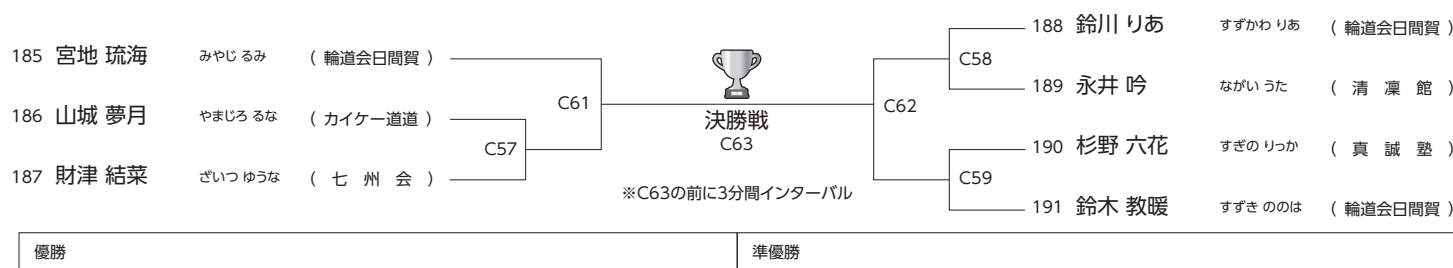 185 宮地 琉海 みやじ るみ ( 輪道会日間賀 )
186 山城 夢月 やまじろ るな ( カイケー道道 )
187 財津 結菜 ざいつ ゆうな ( 七 州 会 )
C57
C61
決勝戦
C63
※C63の前に3分間インターバル
C62
C58
C59
188 鈴川 りあ すずかわ りあ ( 輪道会日間賀 )
189 永井 吟 ながい うた ( 清 凜 館 )
190 杉野 六花 すぎの りっか ( 真 誠 塾 )
191 鈴木 教暖 すずき ののは ( 輪道会日間賀 )
優勝
準優勝